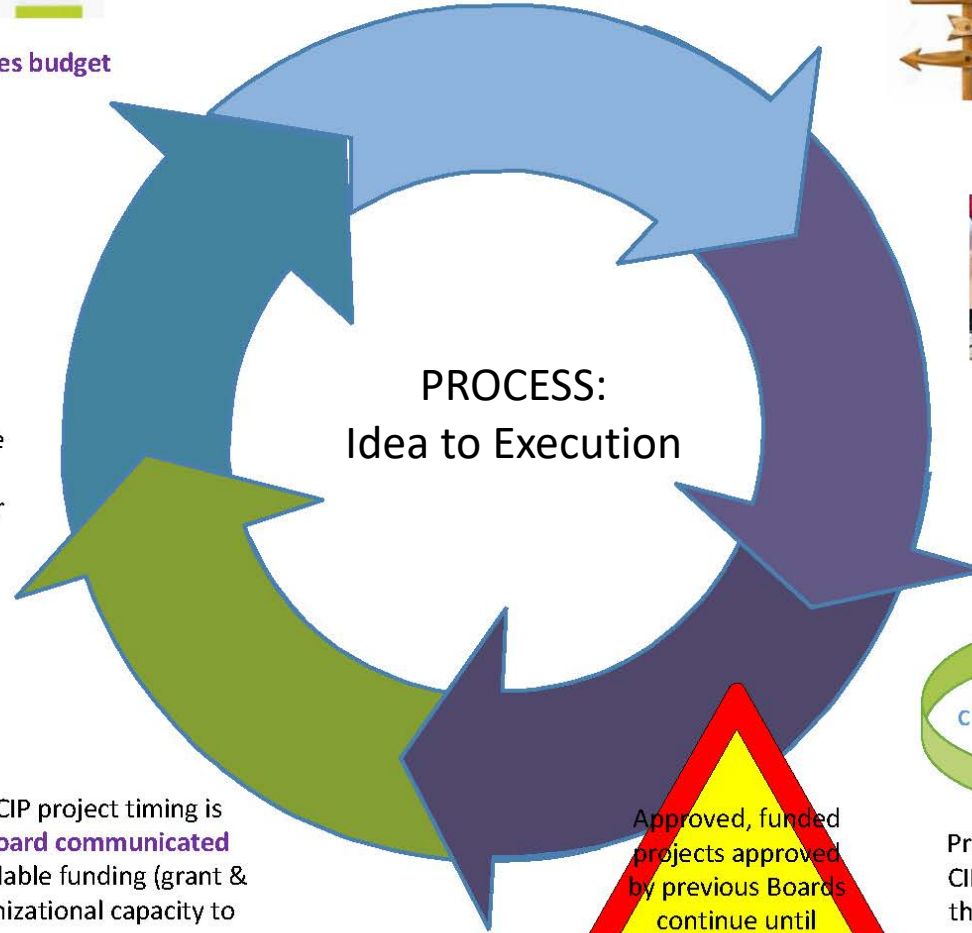 es budget
PROCESS:
Idea to Execution
e
r
CIP project timing is
oard communicated
lable funding (grant &
nizational capacity to
Approved, funded
projects approved
by previous Boards
continue until
C
Pr
CI
th